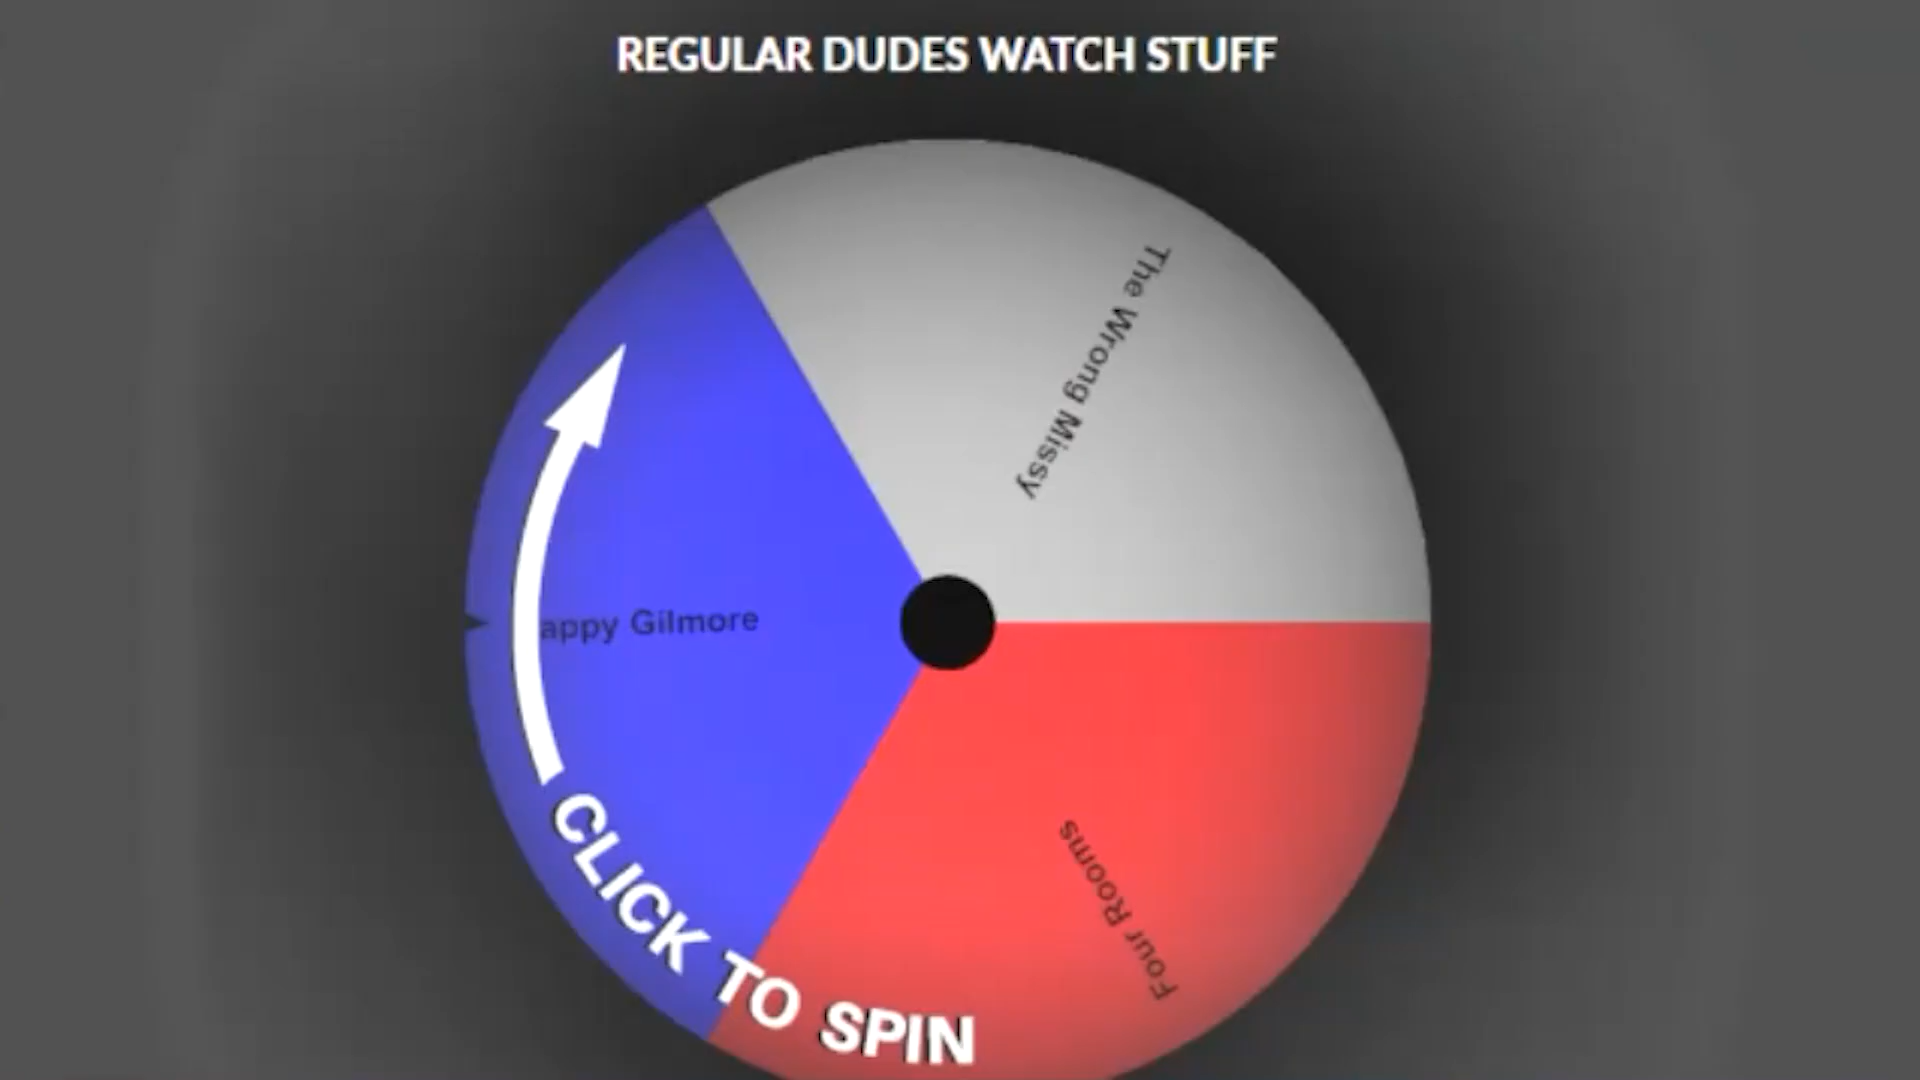 REGULAR DUDES WATCH STUFF
The Wrong Missy
appy Gilmore
Four Rooms
CLICK TO SPIN